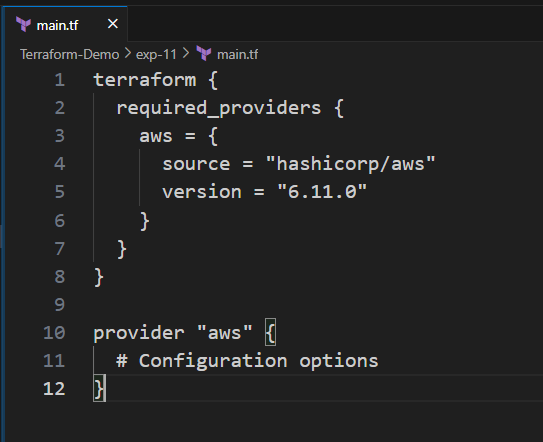 main.tf ×
Terraform-Demo > exp-11 > main.tf
1 terraform {
2   required_providers {
3     aws = {
4       source = "hashicorp/aws"
5       version = "6.11.0"
6     }
7   }
8 }
9
10 provider "aws" {
11   # Configuration options
12 }